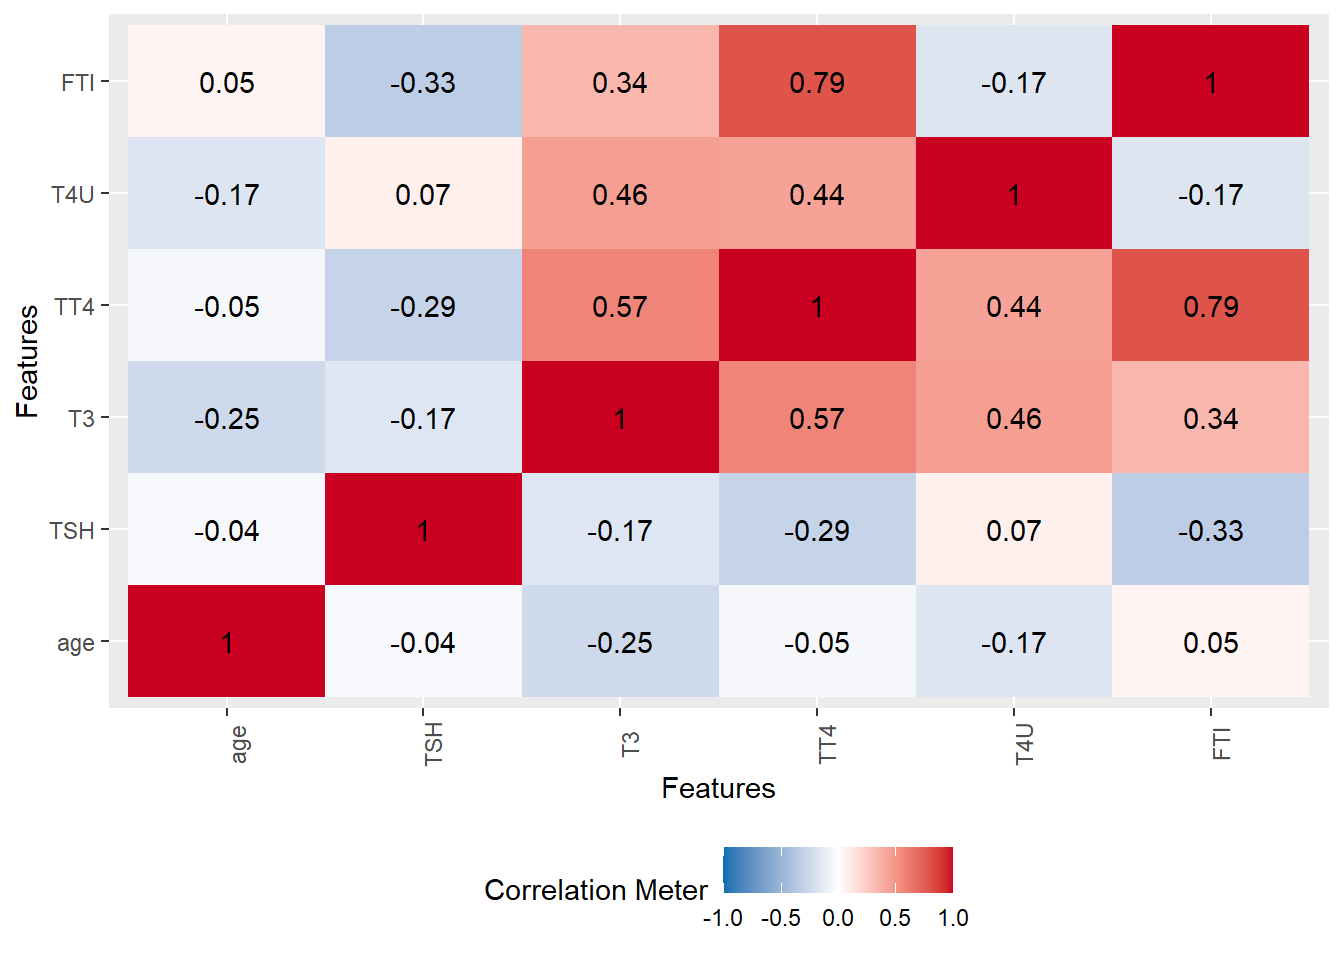 FTI 0.05 -0.33 0.34 0.79 -0.17 1
T4U -0.17 0.07 0.46 0.44 1 -0.17
TT4 -0.05 -0.29 0.57 1 0.44 0.79
T3 -0.25 -0.17 1 0.57 0.46 0.34
TSH -0.04 1 -0.17 -0.29 0.07 -0.33
age 1 -0.04 -0.25 -0.05 -0.17 0.05
Features
age TSH T3 TT4 T4U FTI
Features
Correlation Meter
-1.0 -0.5 0.0 0.5 1.0